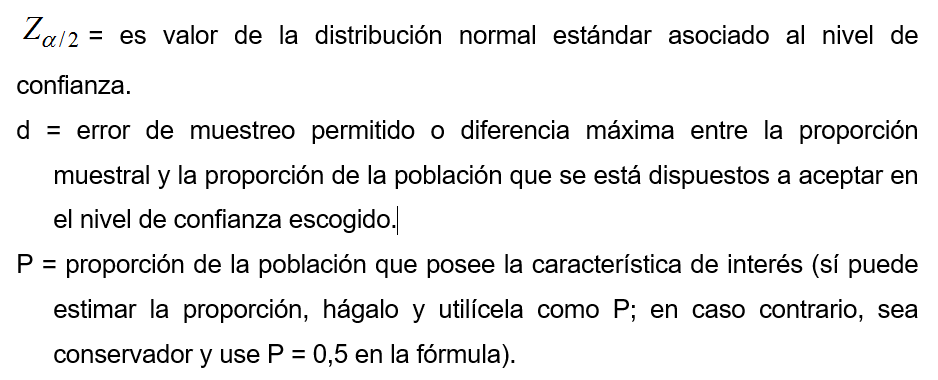 Zα/2 = es valor de la distribución normal estándar asociado al nivel de
confianza.
d = error de muestreo permitido o diferencia máxima entre la proporción
muestral y la proporción de la población que se está dispuestos a aceptar en
el nivel de confianza escogido.
P = proporción de la población que posee la característica de interés (sí puede
estimar la proporción, hágalo y utilícela como P; en caso contrario, sea
conservador y use P = 0,5 en la fórmula).